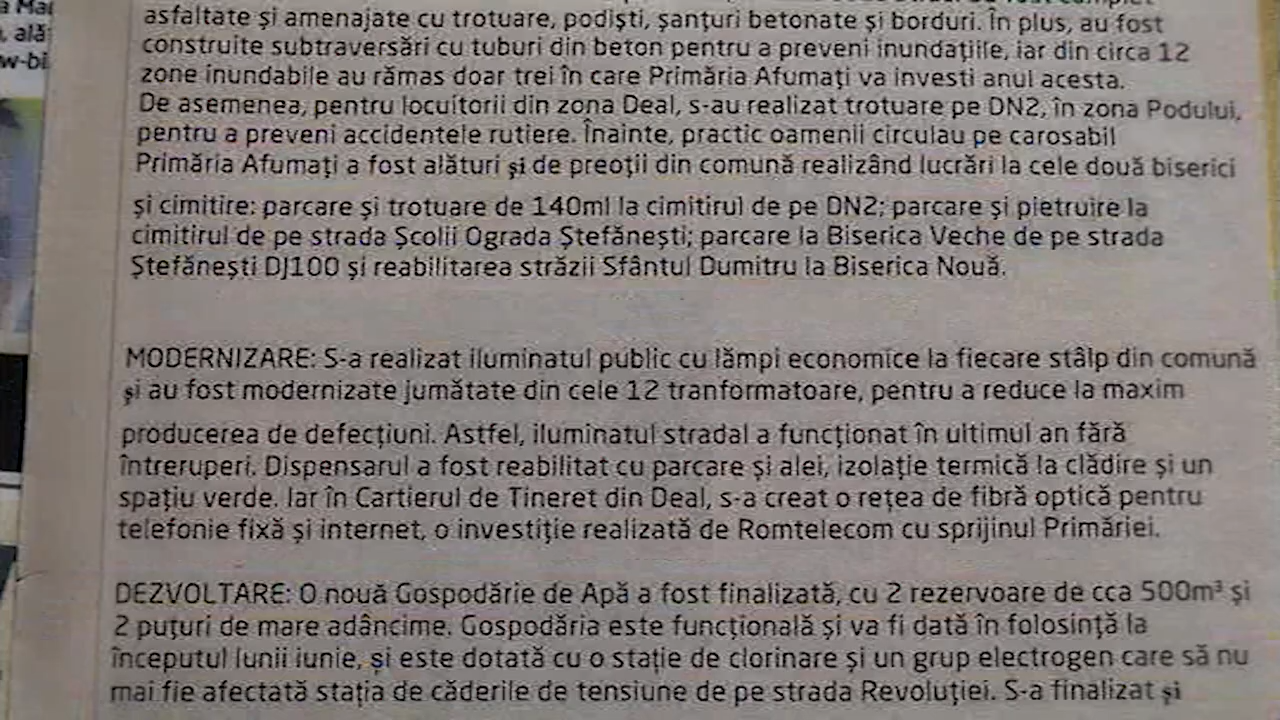 asfaltate și amenajate cu trotuare, podiști, șanțuri betonate și borduri. În plus, au fost
construite subtraversări cu tuburi din beton pentru a preveni inundațiile, iar din circa 12
zone inundabile au rămas doar trei în care Primăria Afumați va investi anul acesta.
De asemenea, pentru locuitorii din zona Deal, s-au realizat trotuare pe DN2, în zona Podului,
pentru a preveni accidentele rutiere. Înainte, practic oamenii circulau pe carosabil
Primăria Afumați a fost alături și de preoții din comună realizând lucrări la cele două biserici
și cimitire: parcare și trotuare de 140ml la cimitirul de pe DN2; parcare și pietruire la
cimitirul de pe strada Școlii Ograda Ștefănești; parcare la Biserica Veche de pe strada
Ștefănești DJ100 și reabilitarea străzii Sfântul Dumitru la Biserica Nouă.
MODERNIZARE: S-a realizat iluminatul public cu lămpi economice la fiecare stâlp din comună
și au fost modernizate jumătate din cele 12 tranformatoare, pentru a reduce la maxim
producerea de defecțiuni. Astfel, iluminatul stradal a funcționat în ultimul an fără
întreruperi. Dispensarul a fost reabilitat cu parcare și alei, izolație termică la clădire și un
spațiu verde. Iar în Cartierul de Tineret din Deal, s-a creat o rețea de fibră optică pentru
telefonie fixă și internet, o investiție realizată de Romtelecom cu sprijinul Primăriei.
DEZVOLTARE: O nouă Gospodărie de Apă a fost finalizată, cu 2 rezervoare de cca 500m³ și
2 puțuri de mare adâncime. Gospodăria este funcțională și va fi dată în folosință la
începutul lunii iunie, și este dotată cu o stație de clorinare și un grup electrogen care să nu
mai fie afectată stația de căderile de tensiune de pe strada Revoluției. S-a finalizat și